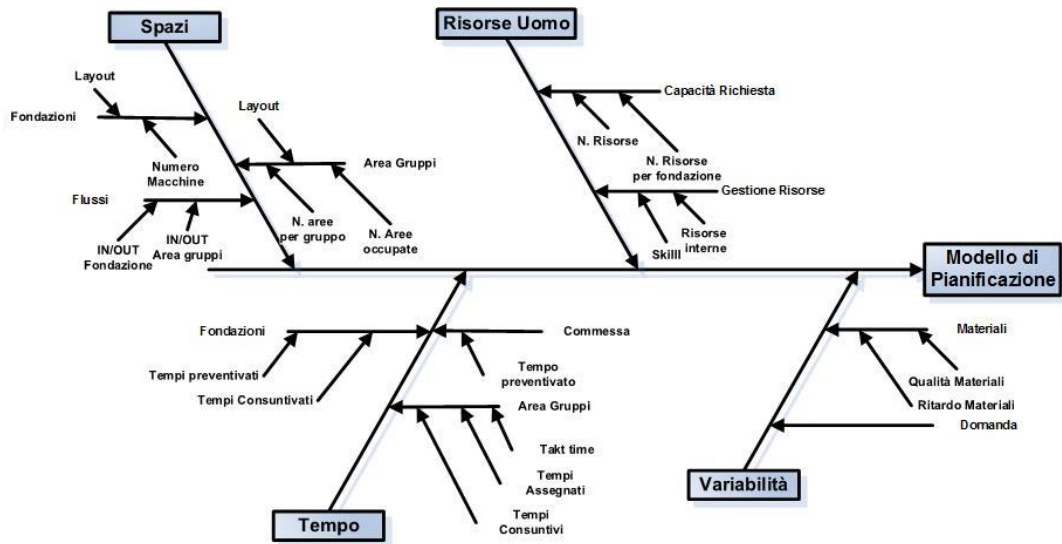 Spazi
Risorse Uomo
Layout
Fondazioni
Numero
Macchine
Flussi
IN/OUT
Fondazione
IN/OUT
Area gruppi
Layout
Area Gruppi
N. aree
per gruppo
N. Aree
occupate
Capacità Richiesta
N. Risorse
N. Risorse
per fondazione
Gestione Risorse
Skilll
Risorse
interne
Modello di
Pianificazione
Fondazioni
Tempi preventivati
Tempi Consuntivati
Commessa
Tempo
preventivato
Area Gruppi
Takt time
Tempi
Assegnati
Tempi
Consuntivi
Tempo
Materiali
Qualità Materiali
Ritardo Materiali
Domanda
Variabilità